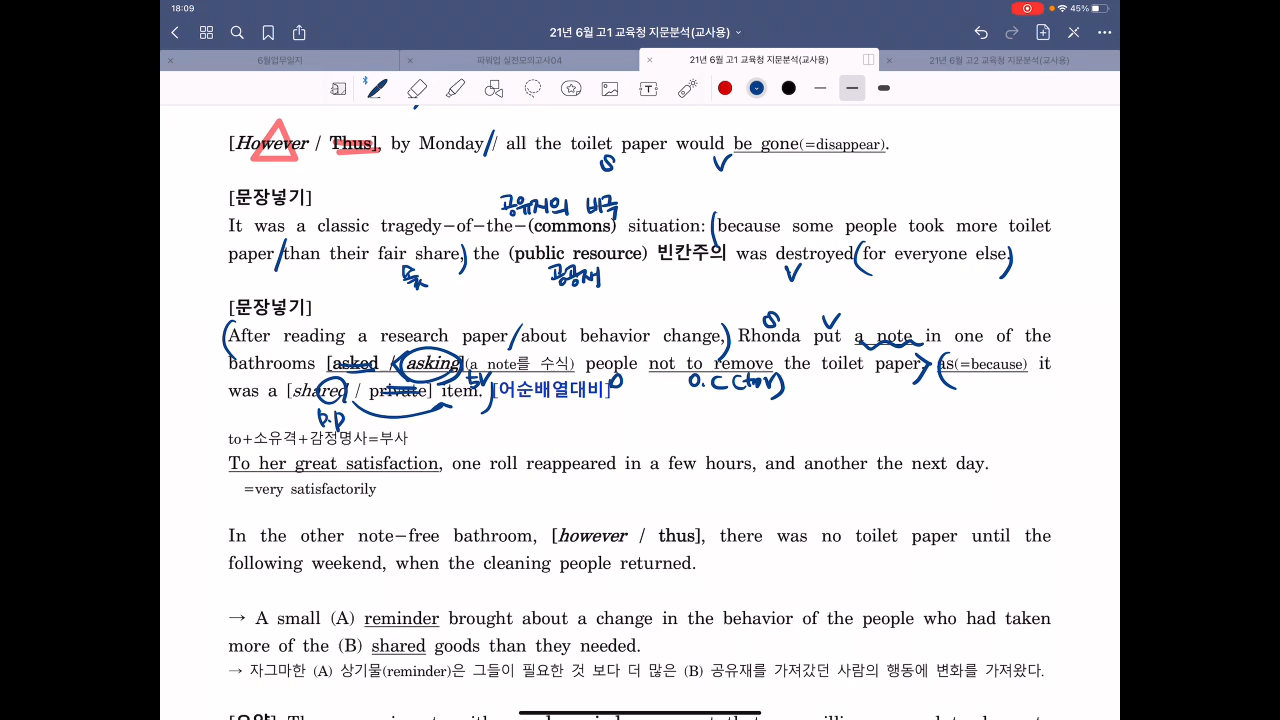 18:09
45%
21년 6월 고1 교육청 지문분석(교사용)
6월업무일지
파워업 실전모의고사04
21년 6월 고1 교육청 지문분석(교사용)
21년 6월 고2 교육청 지문분석(교사용)
[However / Thus], by Monday / all the toilet paper would be gone(=disappear).
S V
[문장넣기]
공유지의 비극
It was a classic tragedy-of-the-(commons) situation: because some people took more toilet
paper than their fair share, the (public resource) 빈칸주의 was destroyed for everyone else.
몫 공공재 V
[문장넣기]
S V
After reading a research paper about behavior change, Rhonda put a note in one of the
bathrooms [asked / asking](a note를 수식) people not to remove the toilet paper, as(=because) it
O O.C (to V)
was a [shared / private] item. [어순배열대비]
p.p
to+소유격+감정명사=부사
To her great satisfaction, one roll reappeared in a few hours, and another the next day.
=very satisfactorily
In the other note-free bathroom, [however / thus], there was no toilet paper until the
following weekend, when the cleaning people returned.
→ A small (A) reminder brought about a change in the behavior of the people who had taken
more of the (B) shared goods than they needed.
→ 자그마한 (A) 상기물(reminder)은 그들이 필요한 것 보다 더 많은 (B) 공유재를 가져갔던 사람의 행동에 변화를 가져왔다.